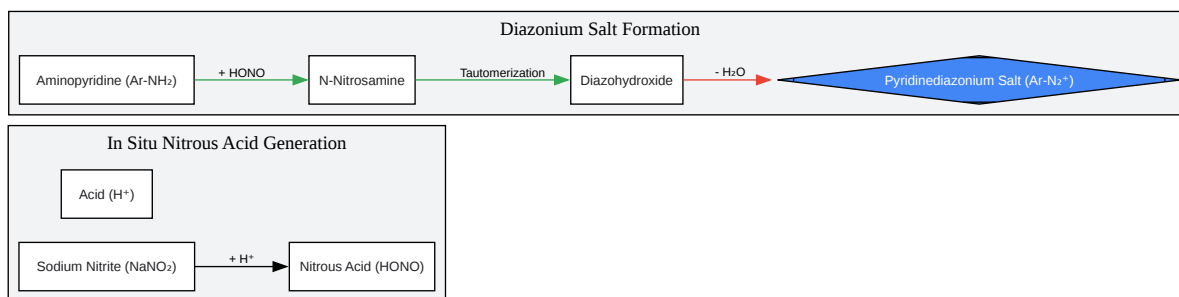 Diazonium Salt Formation
Aminopyridine (Ar-NH₂)
+ HONO
N-Nitrosamine
Tautomerization
Diazohydroxide
- H₂O
Pyridinediazonium Salt (Ar-N₂⁺)
In Situ Nitrous Acid Generation
Acid (H⁺)
Sodium Nitrite (NaNO₂)
+ H⁺
Nitrous Acid (HONO)